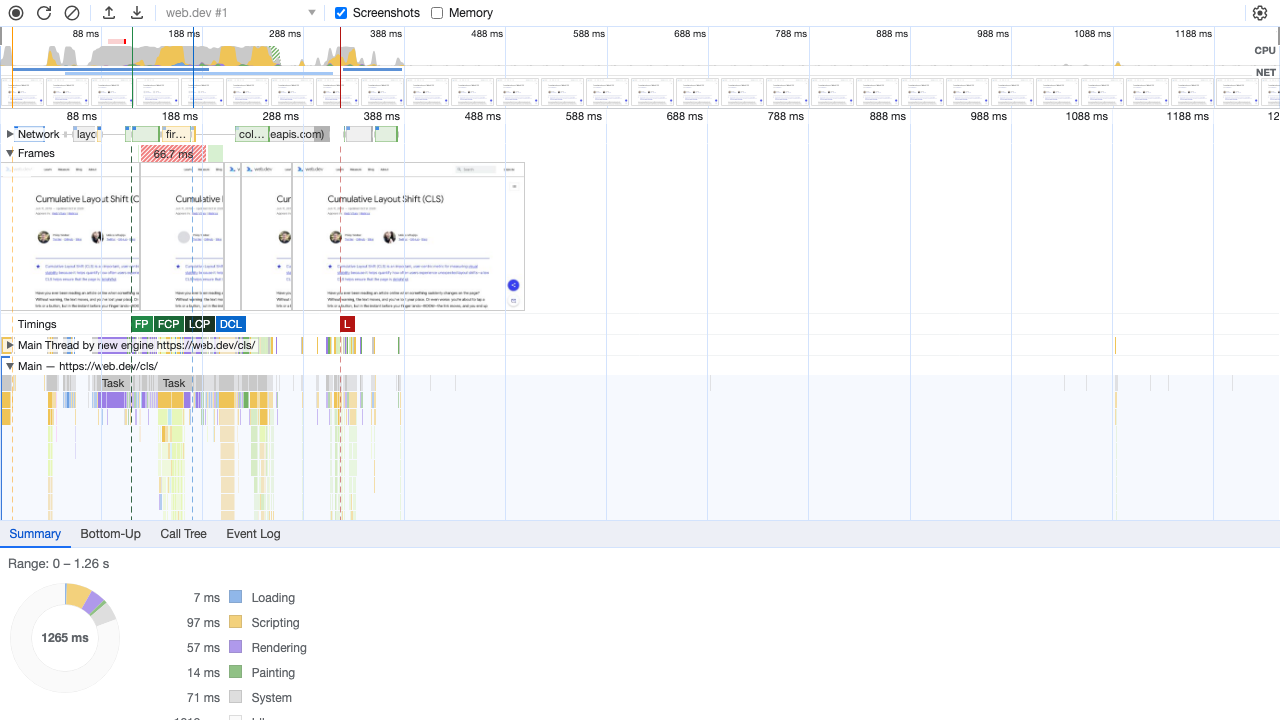 web.dev #1 Screenshots Memory
88 ms 188 ms 288 ms 388 ms 488 ms 588 ms 688 ms 788 ms 888 ms 988 ms 1088 ms 1188 ms
CPU
NET
88 ms 188 ms 288 ms 388 ms 488 ms 588 ms 688 ms 788 ms 888 ms 988 ms 1088 ms 1188 ms 12
Network layc fir... col... eapis.com)
Frames 66.7 ms
Cumulative Layout Shift (C Cumulative I Cur Cumulative Layout Shift (CLS)
Timings FP FCP LCP DCL L
Main Thread by new engine https://web.dev/cls/
Main — https://web.dev/cls/
Task Task
Summary Bottom-Up Call Tree Event Log
Range: 0 – 1.26 s
1265 ms
7 ms Loading
97 ms Scripting
57 ms Rendering
14 ms Painting
71 ms System